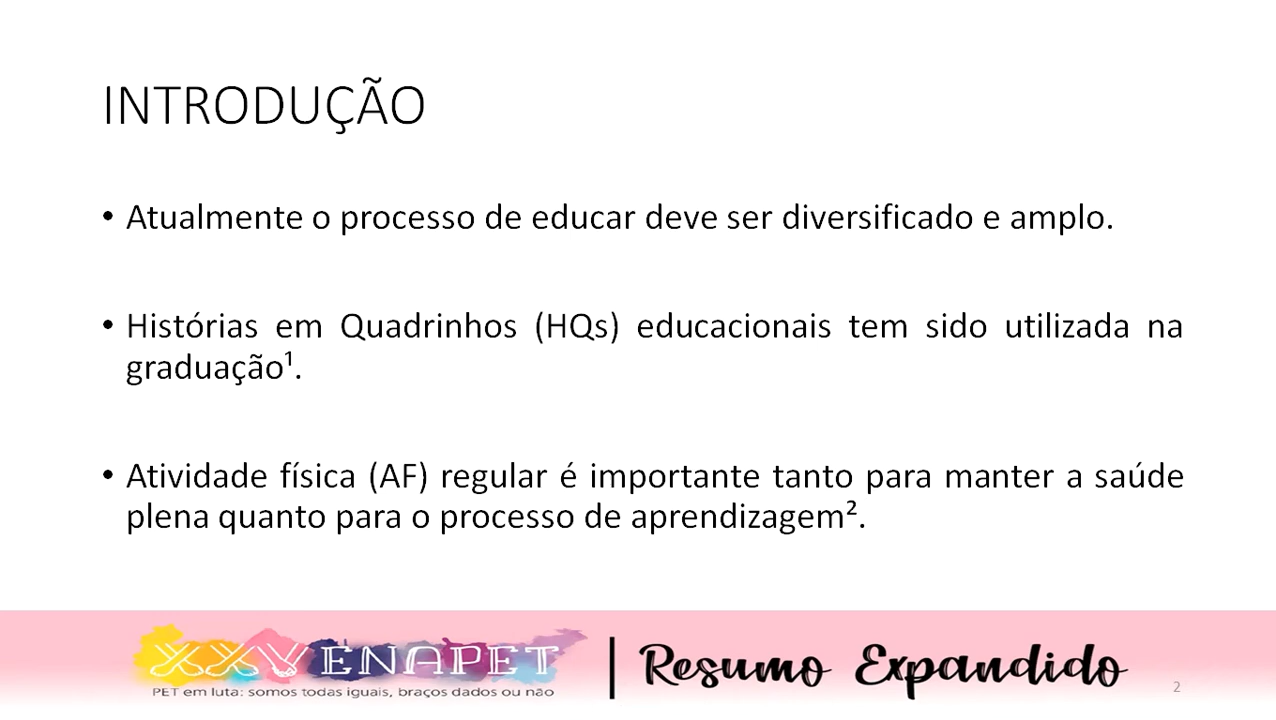 INTRODUÇÃO
• Atualmente o processo de educar deve ser diversificado e amplo.
• Histórias em Quadrinhos (HQs) educacionais tem sido utilizada na
graduação¹.
• Atividade física (AF) regular é importante tanto para manter a saúde
plena quanto para o processo de aprendizagem².
XXV ENAPET | Resumo Expandido
PET em luta: somos todas iguais, braços dados ou não
2